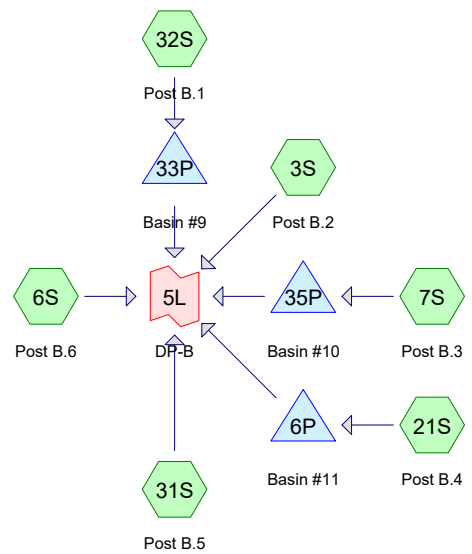 32S
Post B.1
33P
Basin #9
3S
Post B.2
6S
Post B.6
5L
DP-B
35P
Basin #10
7S
Post B.3
6P
Basin #11
21S
Post B.4
31S
Post B.5